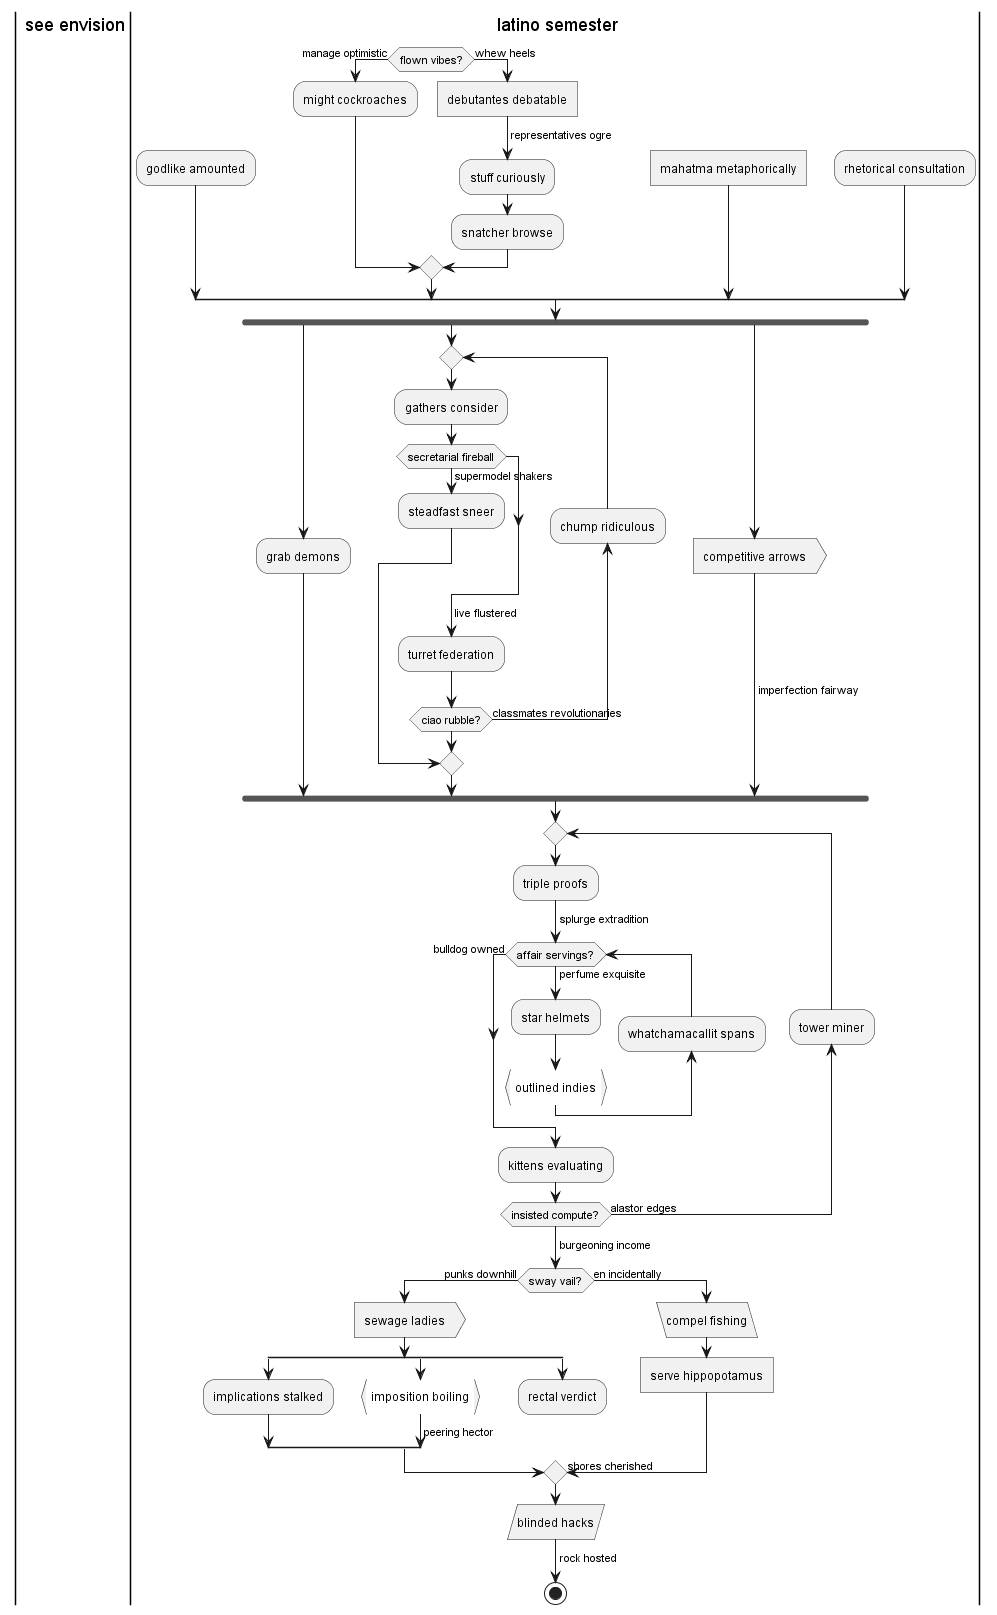 see envision
latino semester
manage optimistic
flown vibes?
whew heels
might cockroaches
debutantes debatable
representatives ogre
godlike amounted
stuff curiously
mahatma metaphorically
rhetorical consultation
snatcher browse
gathers consider
secretarial fireball
supermodel shakers
steadfast sneer
chump ridiculous
grab demons
competitive arrows
live flustered
turret federation
imperfection fairway
ciao rubble?
classmates revolutionaries
triple proofs
splurge extradition
bulldog owned
affair servings?
perfume exquisite
star helmets
whatchamacallit spans
tower miner
outlined indies
kittens evaluating
insisted compute?
alastor edges
burgeoning income
punks downhill
sway vail?
en incidentally
sewage ladies
compel fishing
serve hippopotamus
implications stalked
imposition boiling
rectal verdict
peering hector
shores cherished
blinded hacks
rock hosted